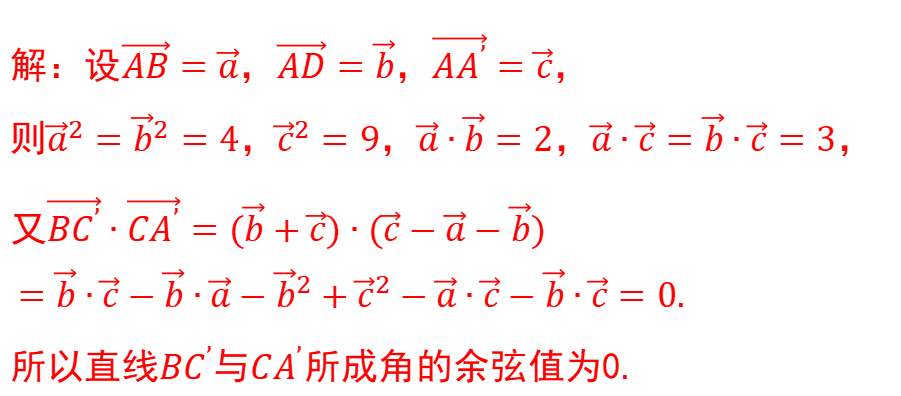 解：设$\overrightarrow{AB}=\vec{a}$，$\overrightarrow{AD}=\vec{b}$，$\overrightarrow{AA'}=\vec{c}$，
则$\vec{a}^2=\vec{b}^2=4$，$\vec{c}^2=9$，$\vec{a}\cdot\vec{b}=2$，$\vec{a}\cdot\vec{c}=\vec{b}\cdot\vec{c}=3$，
又$\overrightarrow{BC'}\cdot\overrightarrow{CA'}=(\vec{b}+\vec{c})\cdot(\vec{c}-\vec{a}-\vec{b})$
$=\vec{b}\cdot\vec{c}-\vec{b}\cdot\vec{a}-\vec{b}^2+\vec{c}^2-\vec{a}\cdot\vec{c}-\vec{b}\cdot\vec{c}=0.$
所以直线$BC'$与$CA'$所成角的余弦值为0.